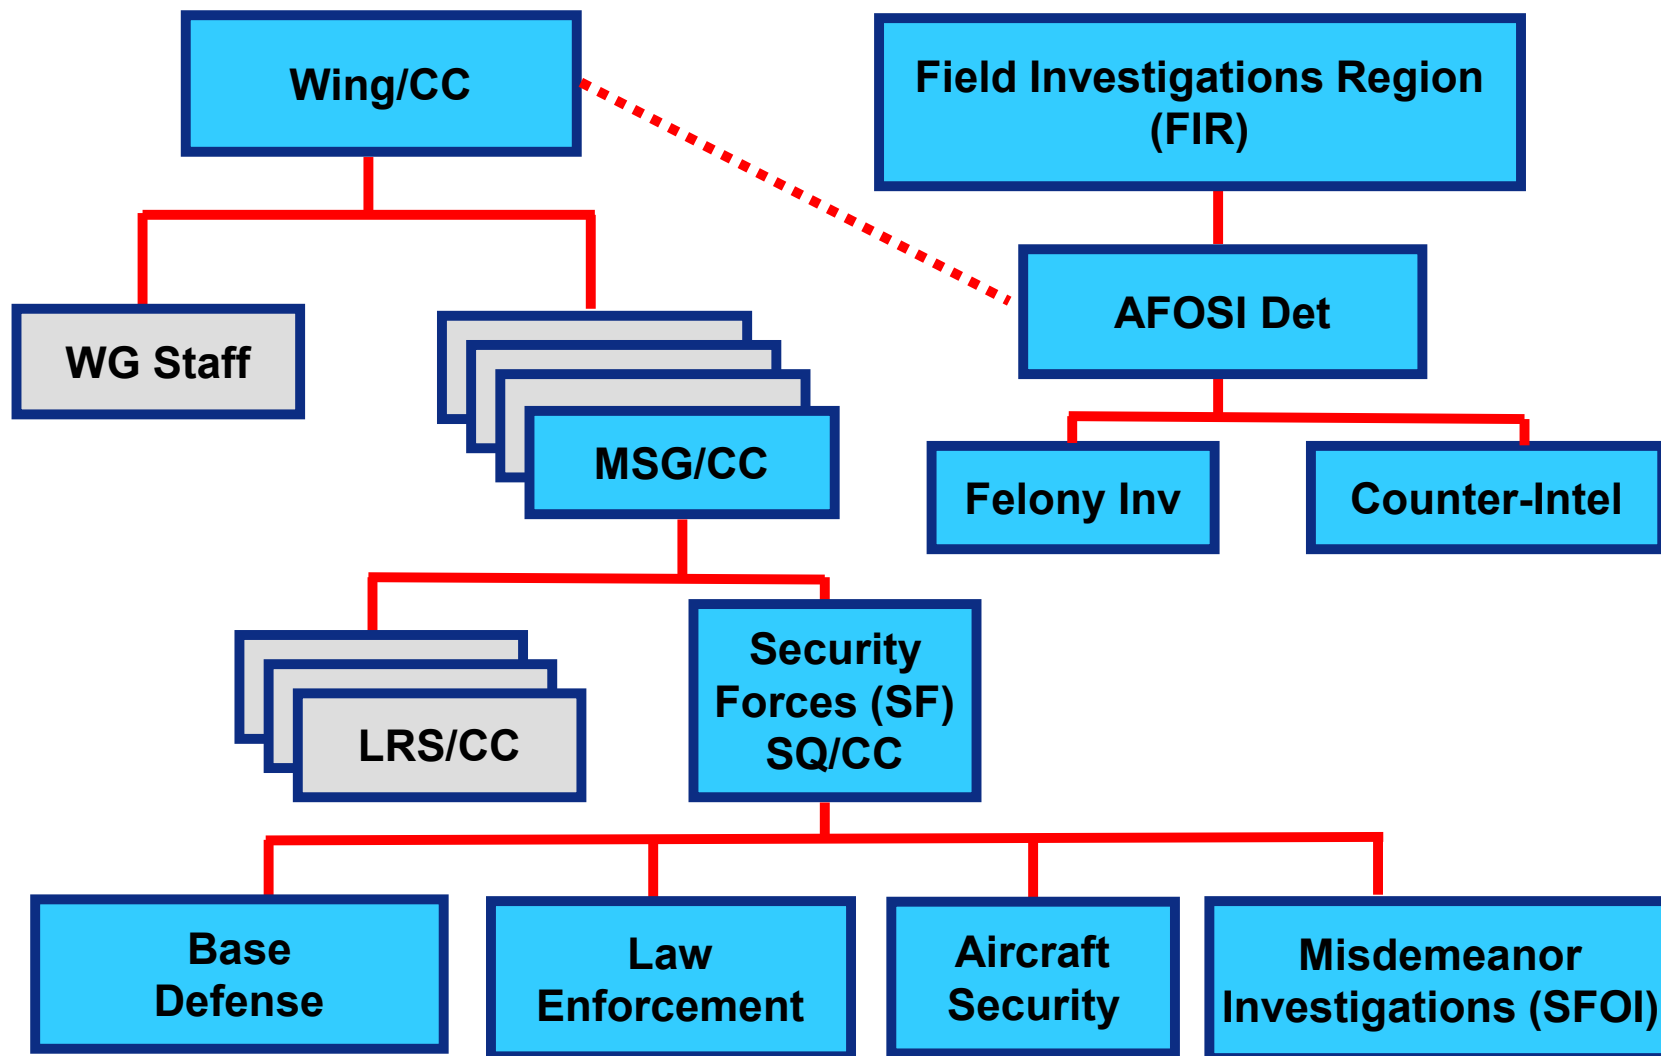 Wing/CC
Field Investigations Region
(FIR)
AFOSI Det
WG Staff
MSG/CC
Felony Inv
Counter-Intel
Security
Forces (SF)
SQ/CC
LRS/CC
Base
Defense
Law
Enforcement
Aircraft
Security
Misdemeanor
Investigations (SFOI)